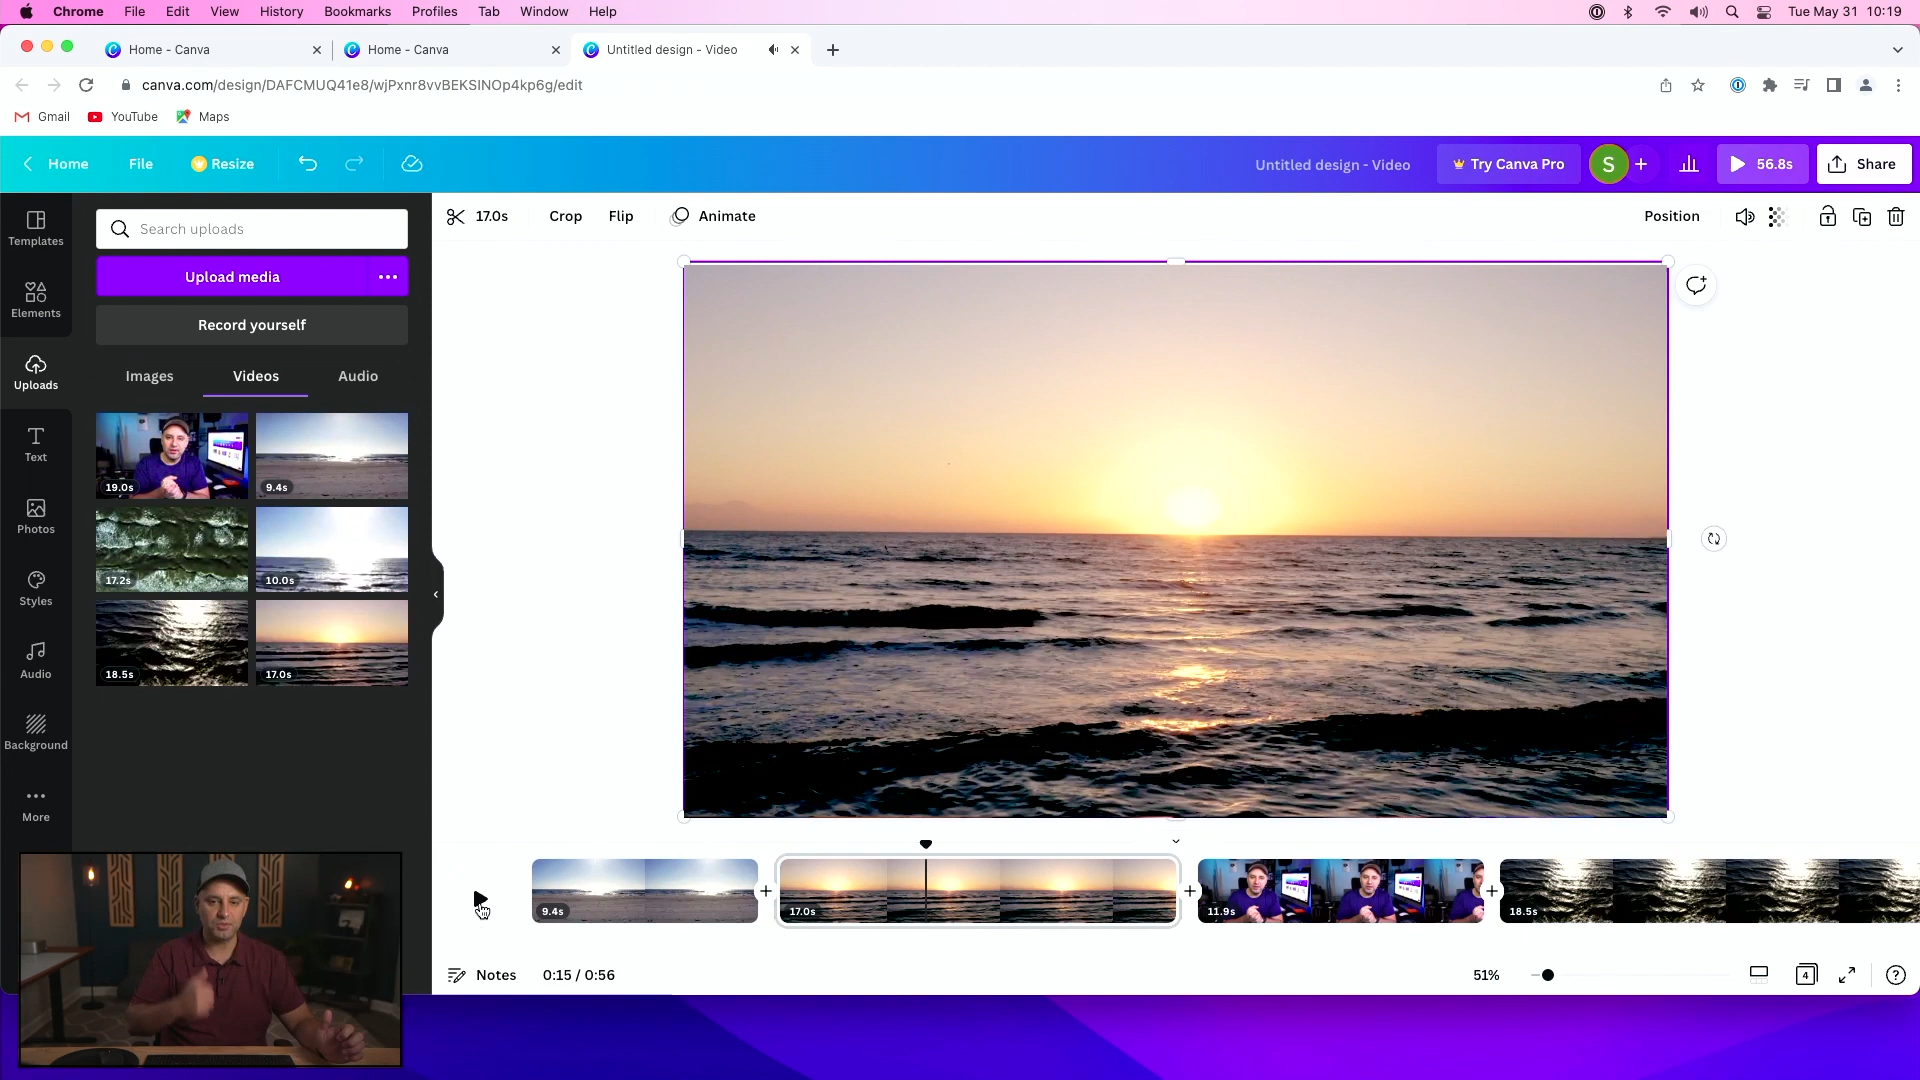 Chrome File Edit View History Bookmarks Profiles Tab Window Help Tue May 31 10:19
Home - Canva Home - Canva Untitled design - Video
canva.com/design/DAFCMUQ41e8/wjPxnr8vvBEKSINOp4kp6g/edit
Gmail YouTube Maps
Home File Resize Untitled design - Video Try Canva Pro S 56.8s Share
17.0s Crop Flip Animate Position
Templates
Elements
Uploads
Text
Photos
Styles
Audio
Background
More
Search uploads
Upload media
Record yourself
Images Videos Audio
19.0s 9.4s
17.2s 10.0s
18.5s 17.0s
9.4s 17.0s 11.9s 18.5s
Notes 0:15 / 0:56 51% 4 ?